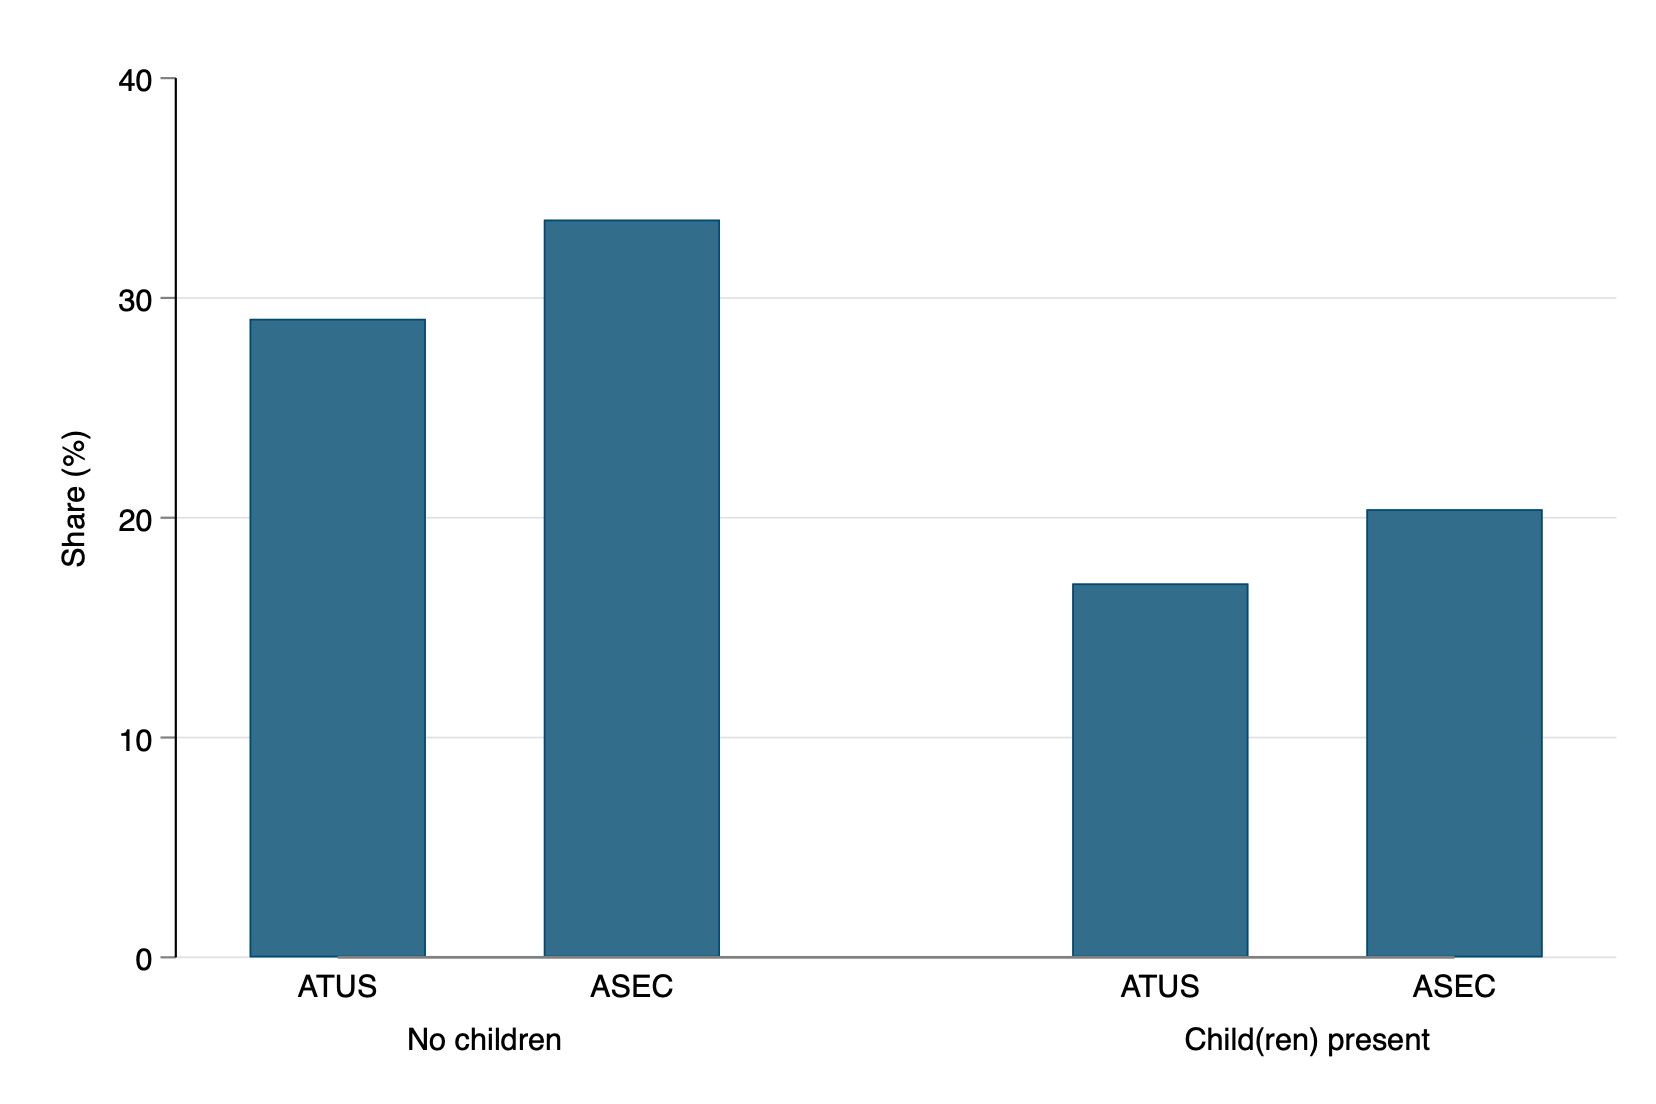 40
30
20
10
0
Share (%)
ATUS ASEC ATUS ASEC
No children Child(ren) present